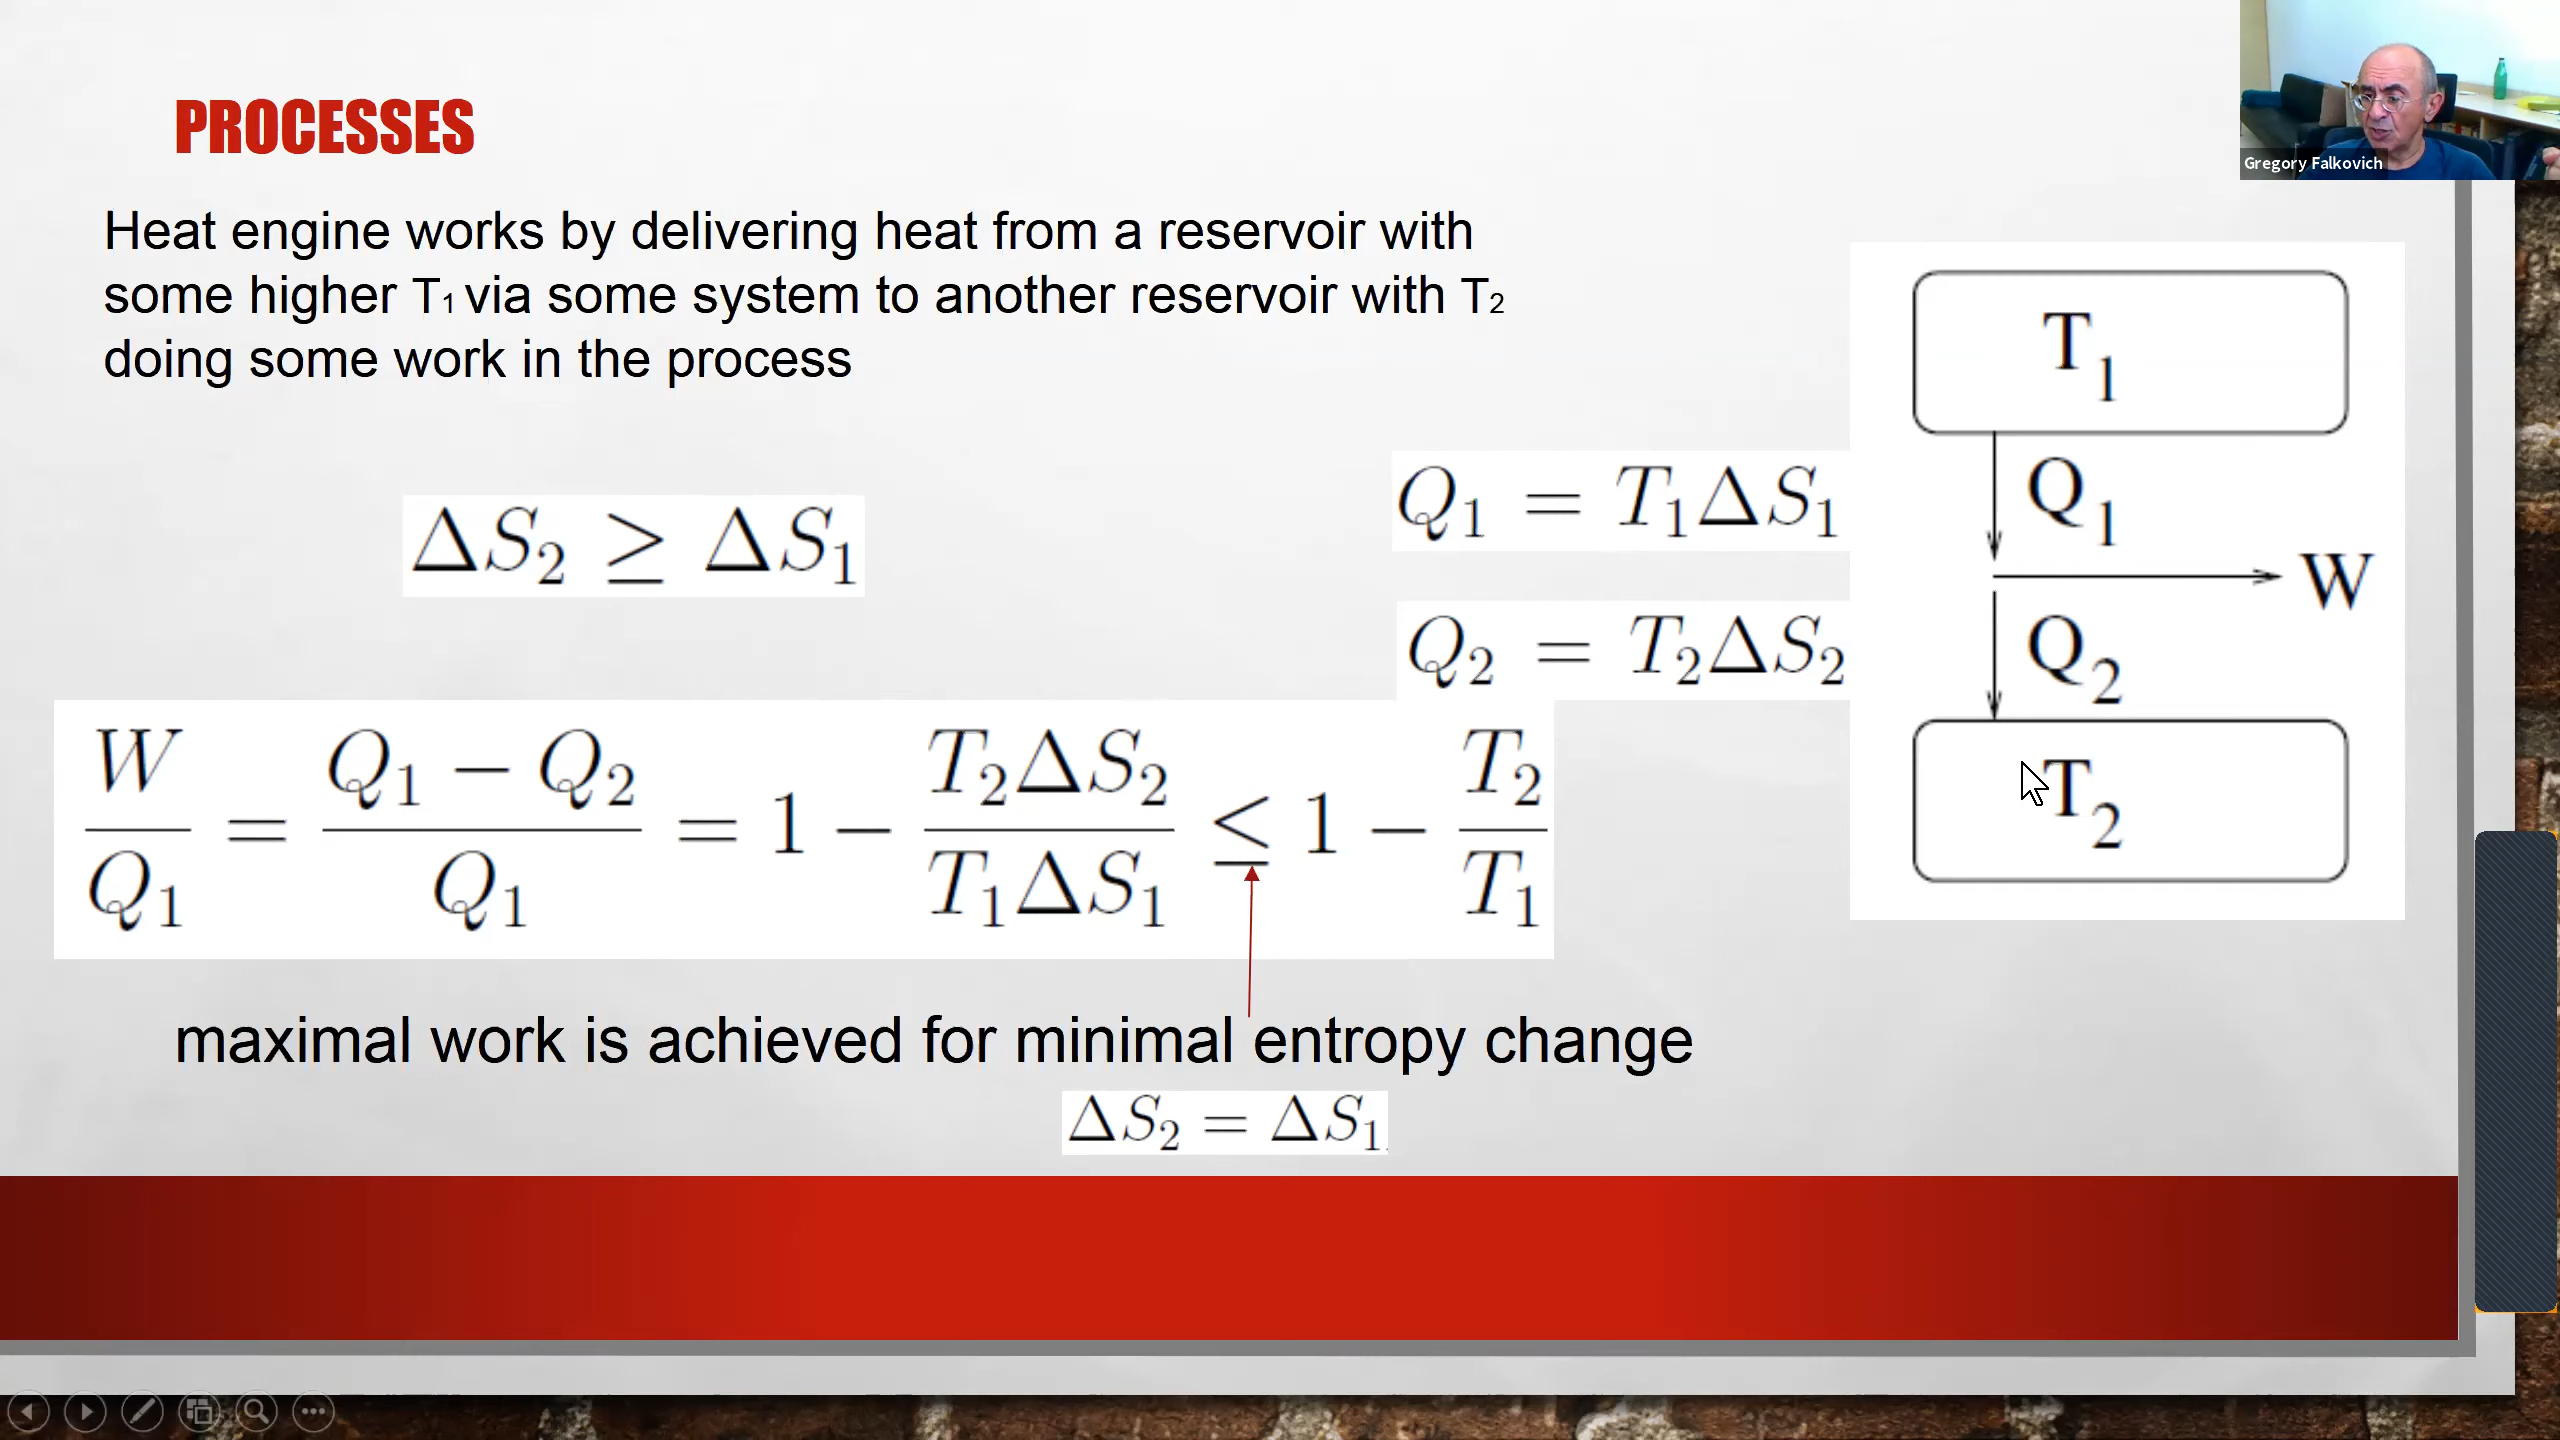 PROCESSES
Gregory Falkovich
Heat engine works by delivering heat from a reservoir with
some higher T₁ via some system to another reservoir with T₂
doing some work in the process
ΔS₂ ≥ ΔS₁
Q₁ = T₁ΔS₁
Q₂ = T₂ΔS₂
T₁
Q₁
W
Q₂
T₂
W/Q₁ = (Q₁ − Q₂)/Q₁ = 1 − T₂ΔS₂/T₁ΔS₁ ≤ 1 − T₂/T₁
maximal work is achieved for minimal entropy change
ΔS₂ = ΔS₁.